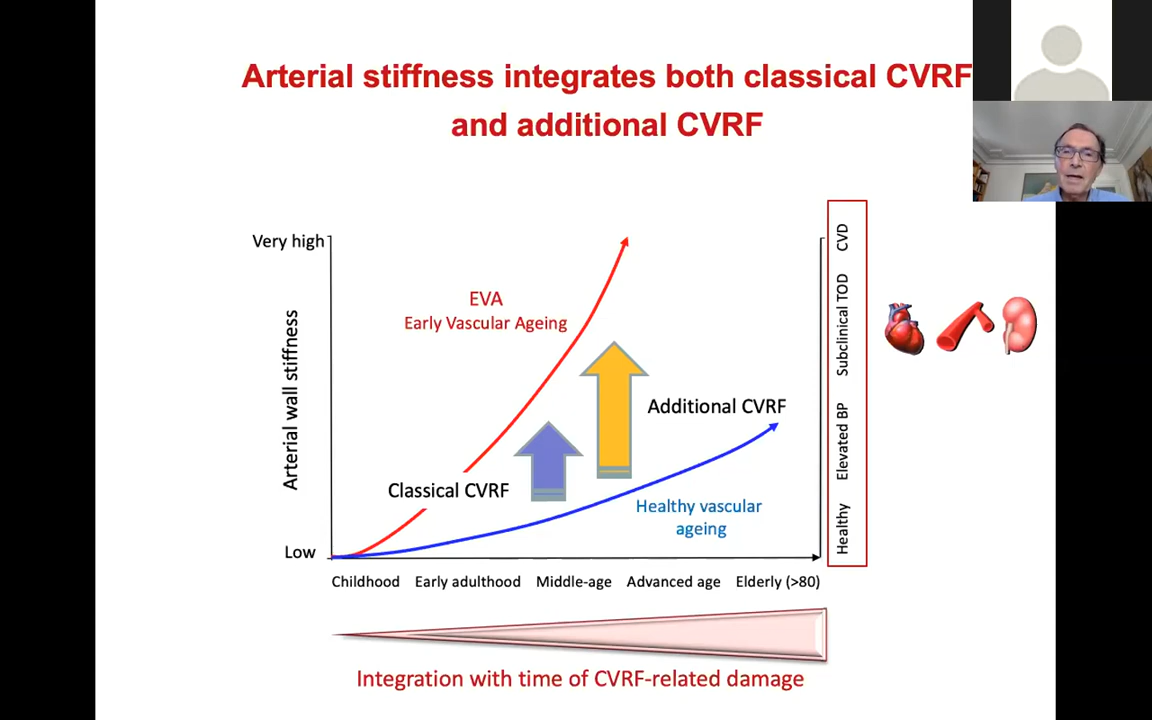 Arterial stiffness integrates both classical CVRF
and additional CVRF
Very high
Low
Arterial wall stiffness
EVA
Early Vascular Ageing
Classical CVRF
Additional CVRF
Healthy vascular
ageing
CVD
Subclinical TOD
Elevated BP
Healthy
Childhood
Early adulthood
Middle-age
Advanced age
Elderly (>80)
Integration with time of CVRF-related damage